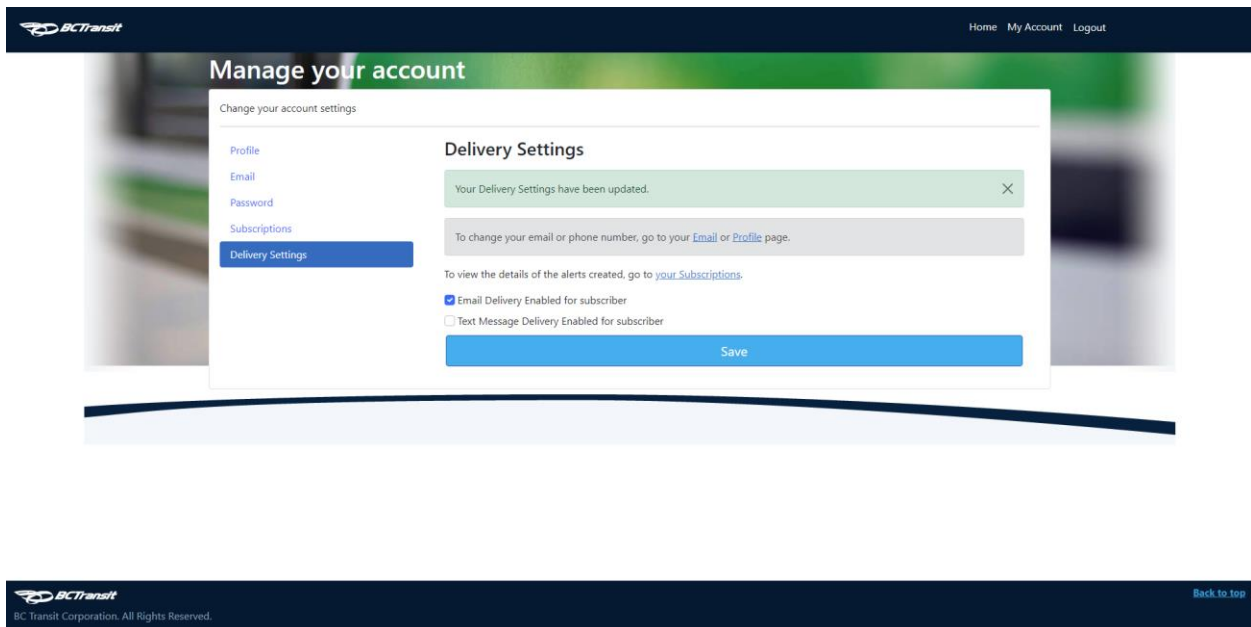 BCTransit
Home My Account Logout
Manage your account
Change your account settings
Profile
Email
Password
Subscriptions
Delivery Settings
Delivery Settings
Your Delivery Settings have been updated.
To change your email or phone number, go to your Email or Profile page.
To view the details of the alerts created, go to your Subscriptions.
Email Delivery Enabled for subscriber
Text Message Delivery Enabled for subscriber
Save
BCTransit
BC Transit Corporation. All Rights Reserved.
Back to top